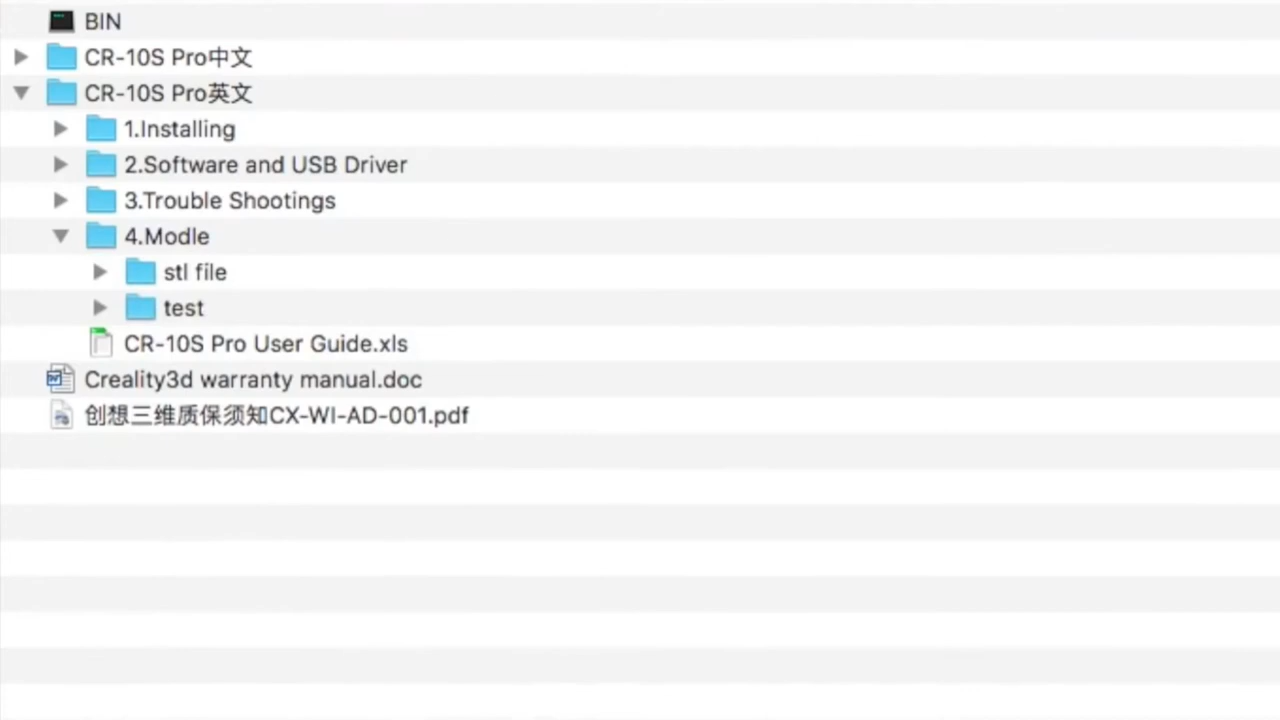 BIN
CR-10S Pro中文
CR-10S Pro英文
1.Installing
2.Software and USB Driver
3.Trouble Shootings
4.Modle
stl file
test
CR-10S Pro User Guide.xls
Creality3d warranty manual.doc
创想三维质保须知CX-WI-AD-001.pdf